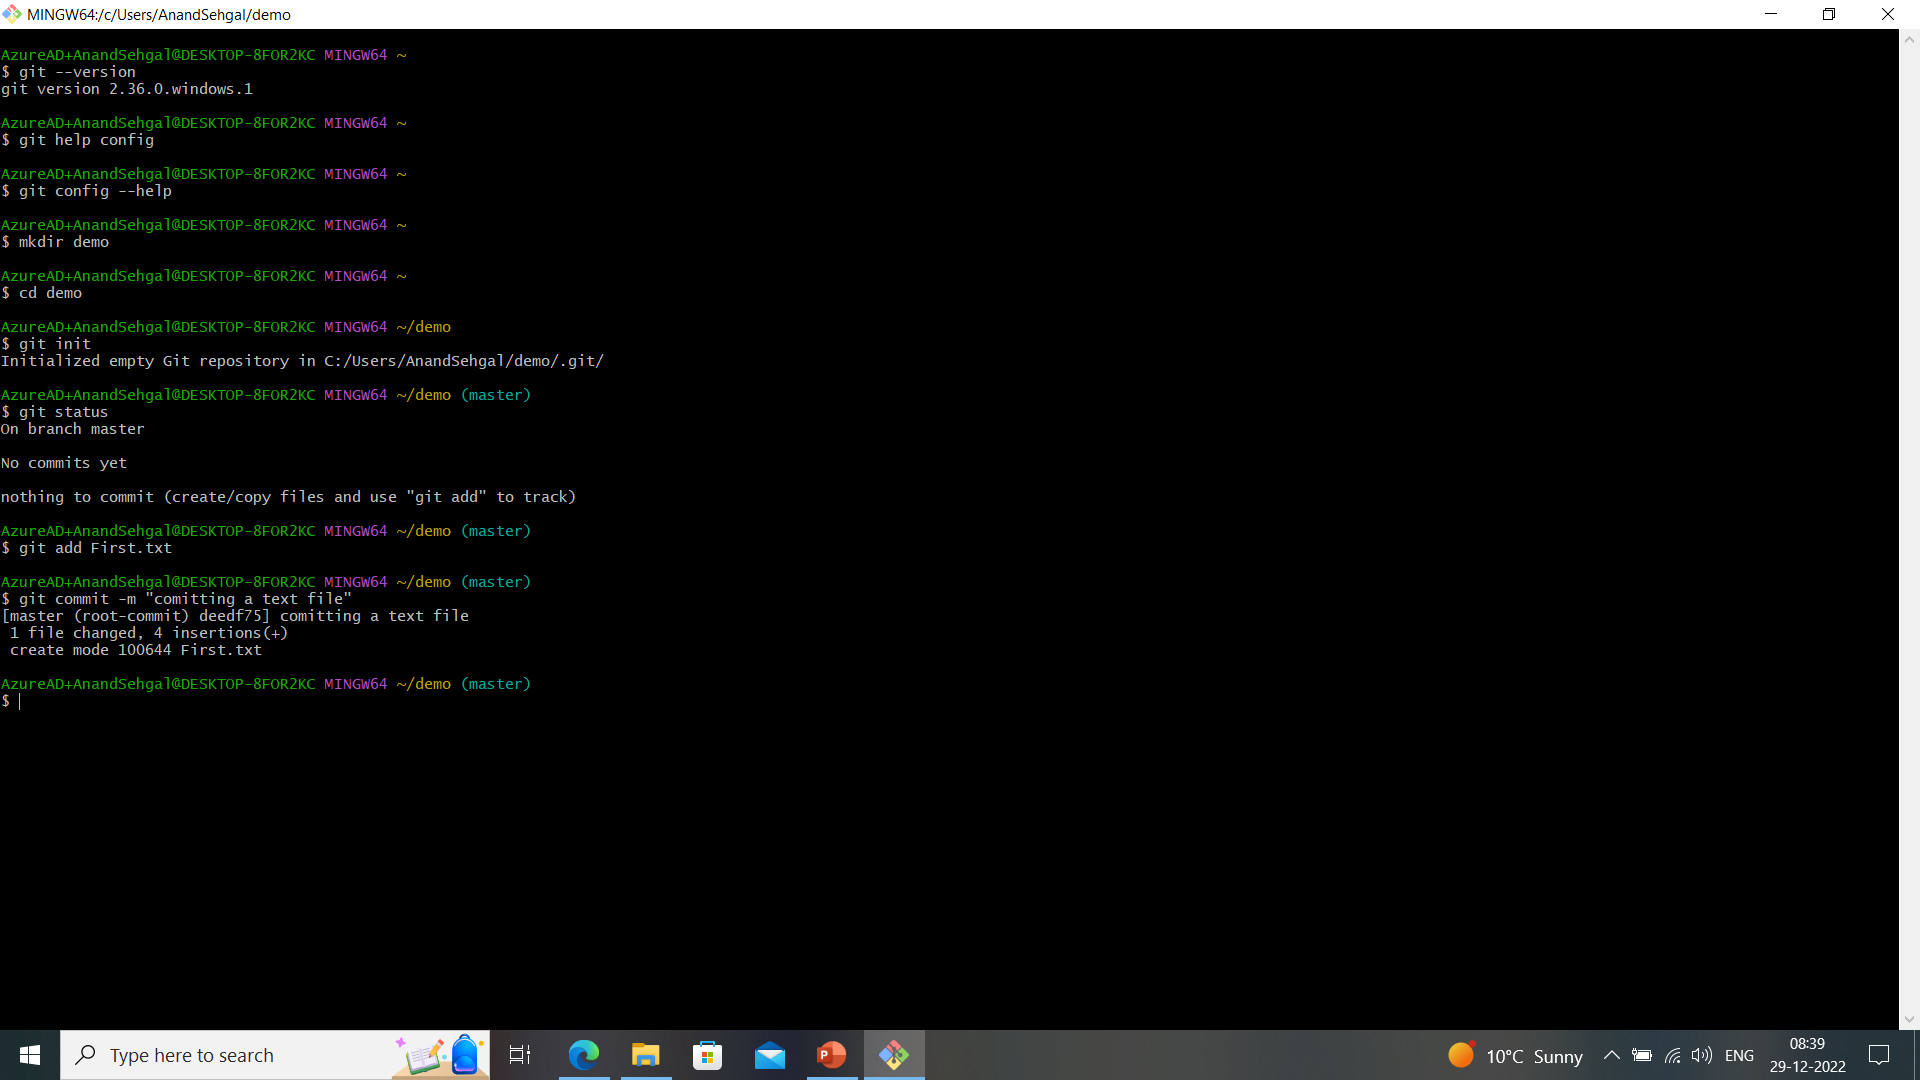 MINGW64:/c/Users/AnandSehgal/demo
AzureAD+AnandSehgal@DESKTOP-8FOR2KC MINGW64 ~
$ git --version
git version 2.36.0.windows.1
AzureAD+AnandSehgal@DESKTOP-8FOR2KC MINGW64 ~
$ git help config
AzureAD+AnandSehgal@DESKTOP-8FOR2KC MINGW64 ~
$ git config --help
AzureAD+AnandSehgal@DESKTOP-8FOR2KC MINGW64 ~
$ mkdir demo
AzureAD+AnandSehgal@DESKTOP-8FOR2KC MINGW64 ~
$ cd demo
AzureAD+AnandSehgal@DESKTOP-8FOR2KC MINGW64 ~/demo
$ git init
Initialized empty Git repository in C:/Users/AnandSehgal/demo/.git/
AzureAD+AnandSehgal@DESKTOP-8FOR2KC MINGW64 ~/demo (master)
$ git status
On branch master
No commits yet
nothing to commit (create/copy files and use "git add" to track)
AzureAD+AnandSehgal@DESKTOP-8FOR2KC MINGW64 ~/demo (master)
$ git add First.txt
AzureAD+AnandSehgal@DESKTOP-8FOR2KC MINGW64 ~/demo (master)
$ git commit -m "comitting a text file"
[master (root-commit) deedf75] comitting a text file
 1 file changed, 4 insertions(+)
 create mode 100644 First.txt
AzureAD+AnandSehgal@DESKTOP-8FOR2KC MINGW64 ~/demo (master)
$
Type here to search
P
10°C Sunny
ENG
08:39
29-12-2022